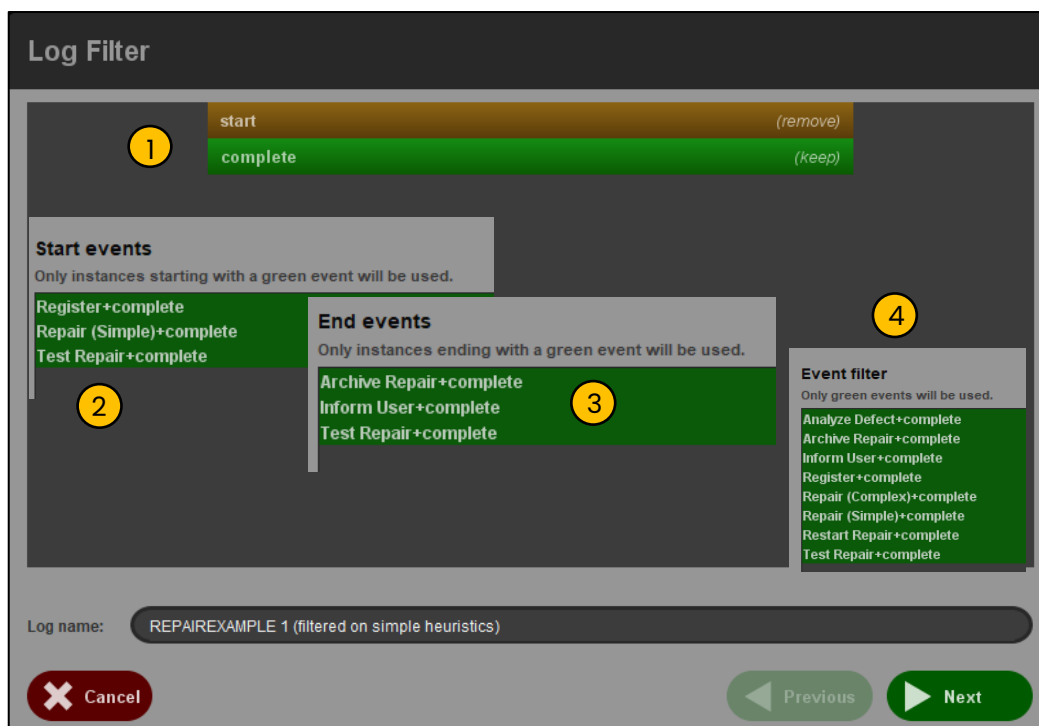 Log Filter
start (remove)
1
complete (keep)
Start events
Only instances starting with a green event will be used.
Register+complete
Repair (Simple)+complete
Test Repair+complete
2
End events
Only instances ending with a green event will be used.
Archive Repair+complete
Inform User+complete
Test Repair+complete
3
4
Event filter
Only green events will be used.
Analyze Defect+complete
Archive Repair+complete
Inform User+complete
Register+complete
Repair (Complex)+complete
Repair (Simple)+complete
Restart Repair+complete
Test Repair+complete
Log name: REPAIREXAMPLE 1 (filtered on simple heuristics)
Cancel Previous Next